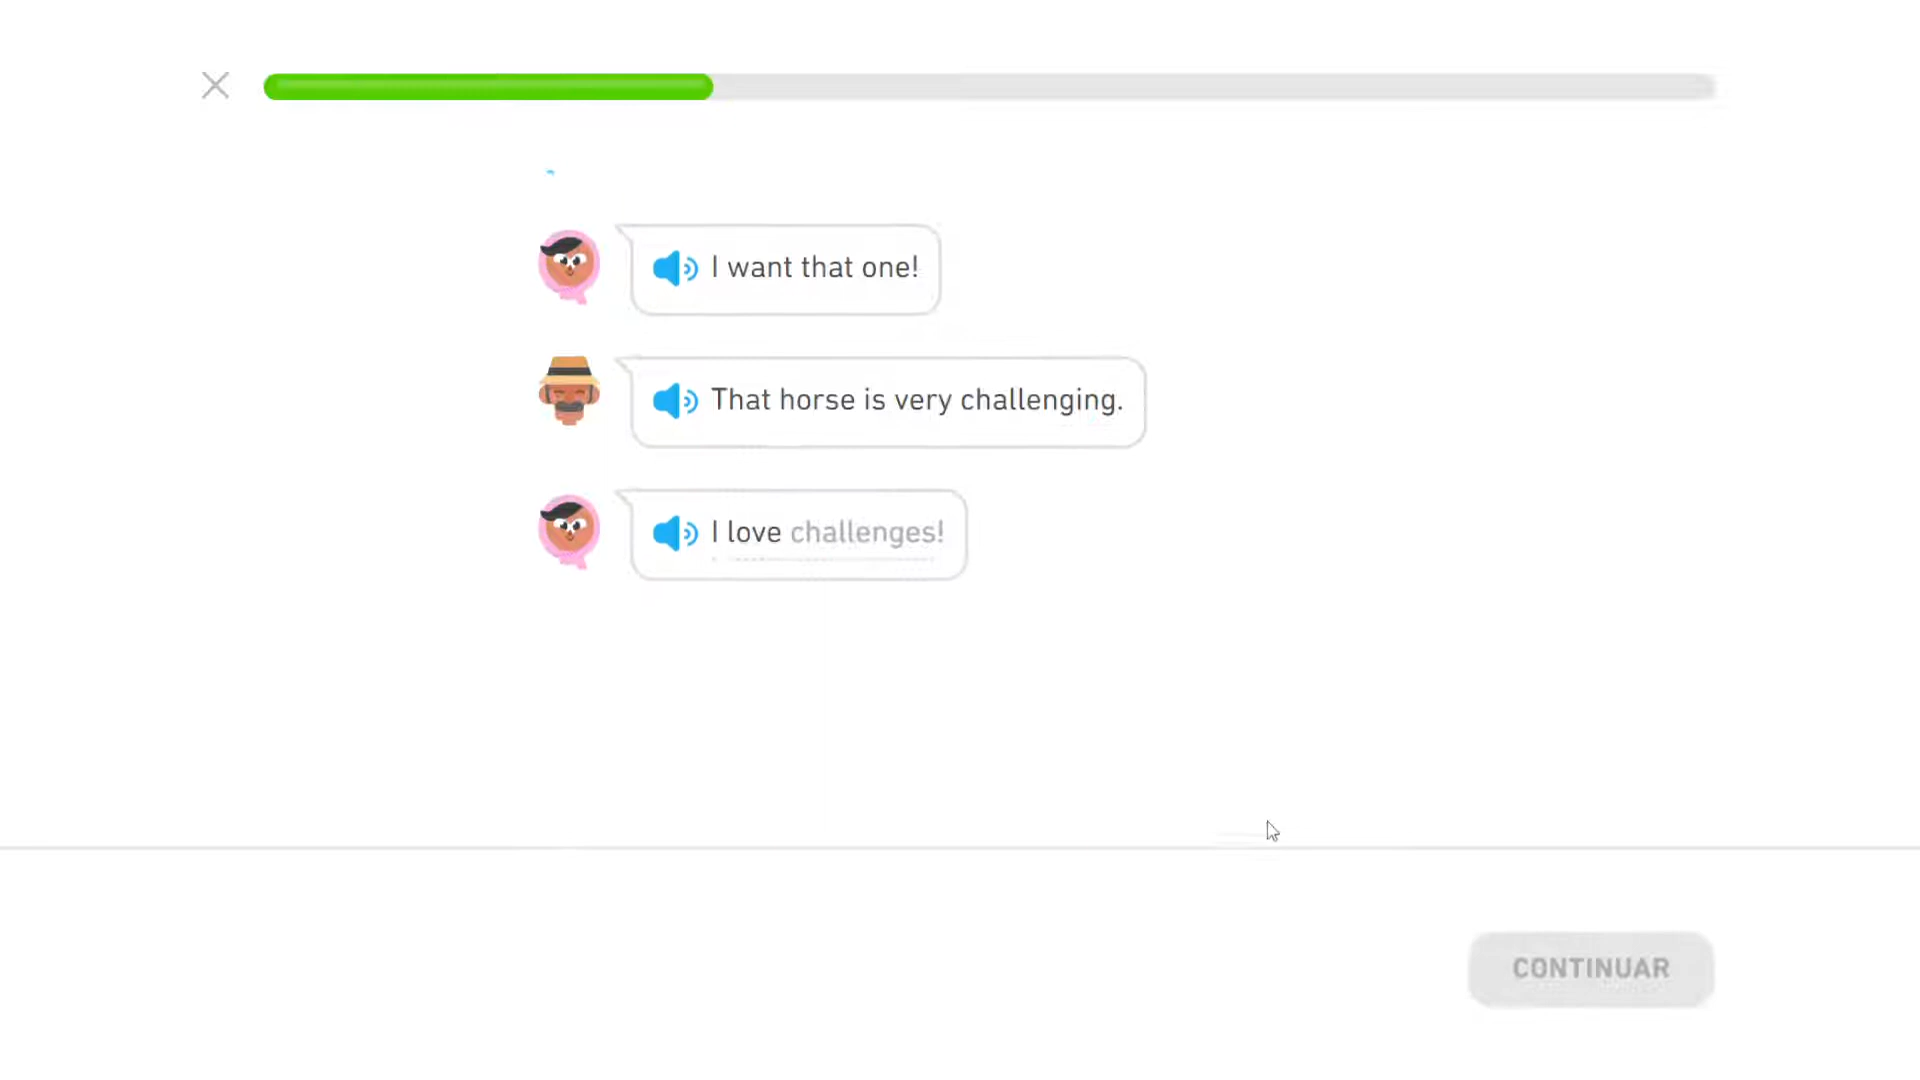 I want that one!
That horse is very challenging.
I love challenges!
CONTINUAR